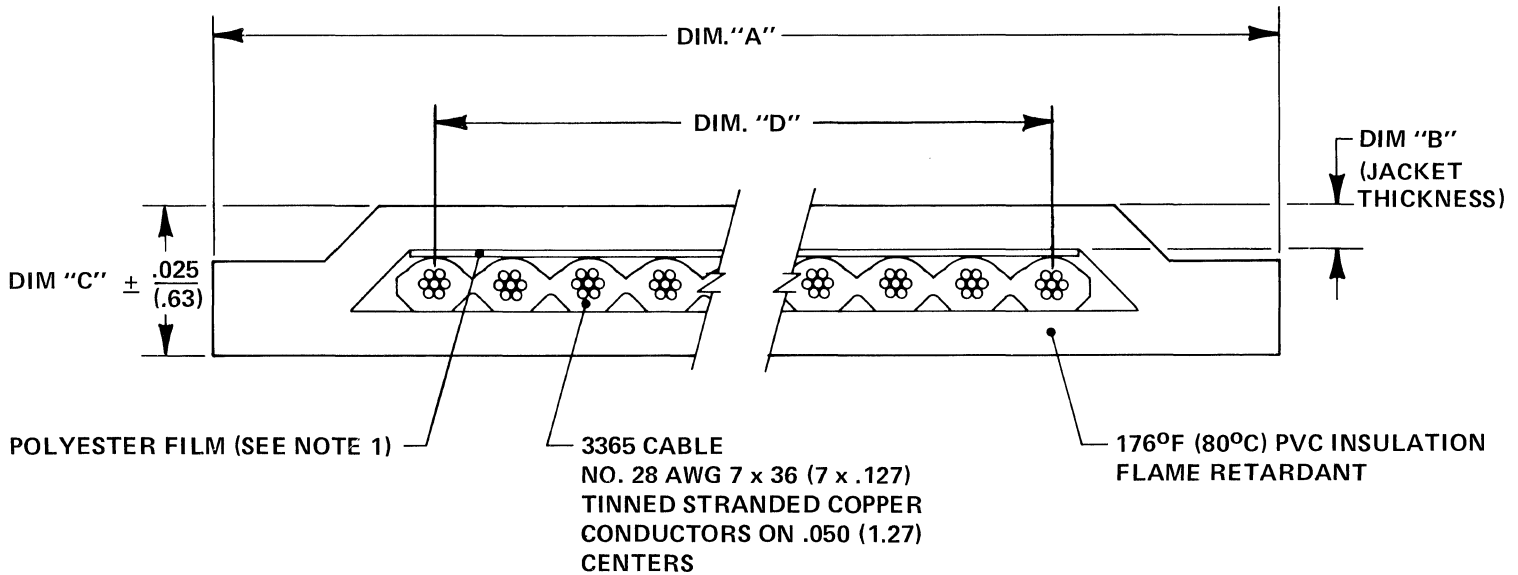 DIM."A"
DIM. "D"
DIM "B"
(JACKET
THICKNESS)
DIM "C" ± .025
(.63)
POLYESTER FILM (SEE NOTE 1)
3365 CABLE
NO. 28 AWG 7 x 36 (7 x .127)
TINNED STRANDED COPPER
CONDUCTORS ON .050 (1.27)
CENTERS
176°F (80°C) PVC INSULATION
FLAME RETARDANT